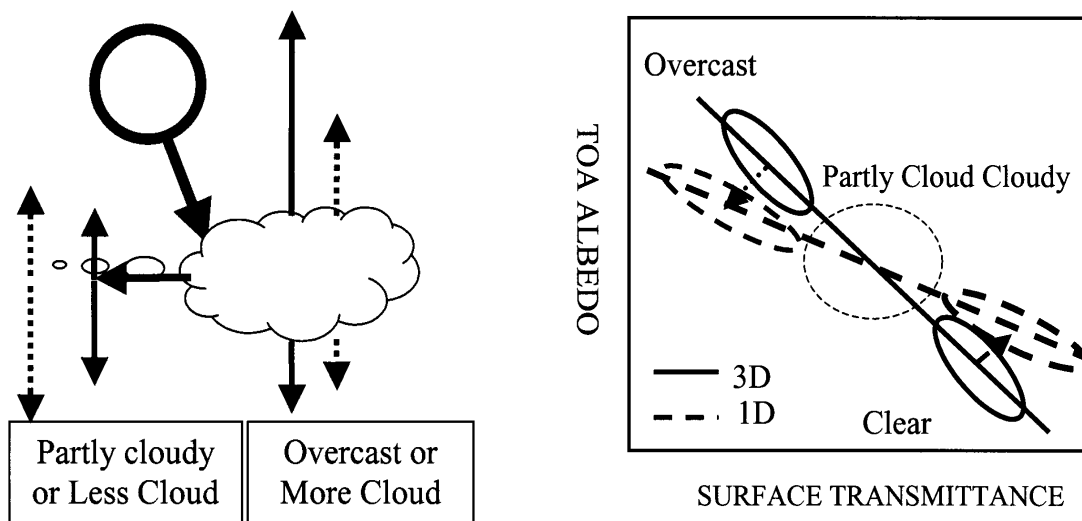 Partly cloudy
or Less Cloud
Overcast or
More Cloud
TOA ALBEDO
Overcast
Partly Cloud Cloudy
3D
1D
Clear
SURFACE TRANSMITTANCE